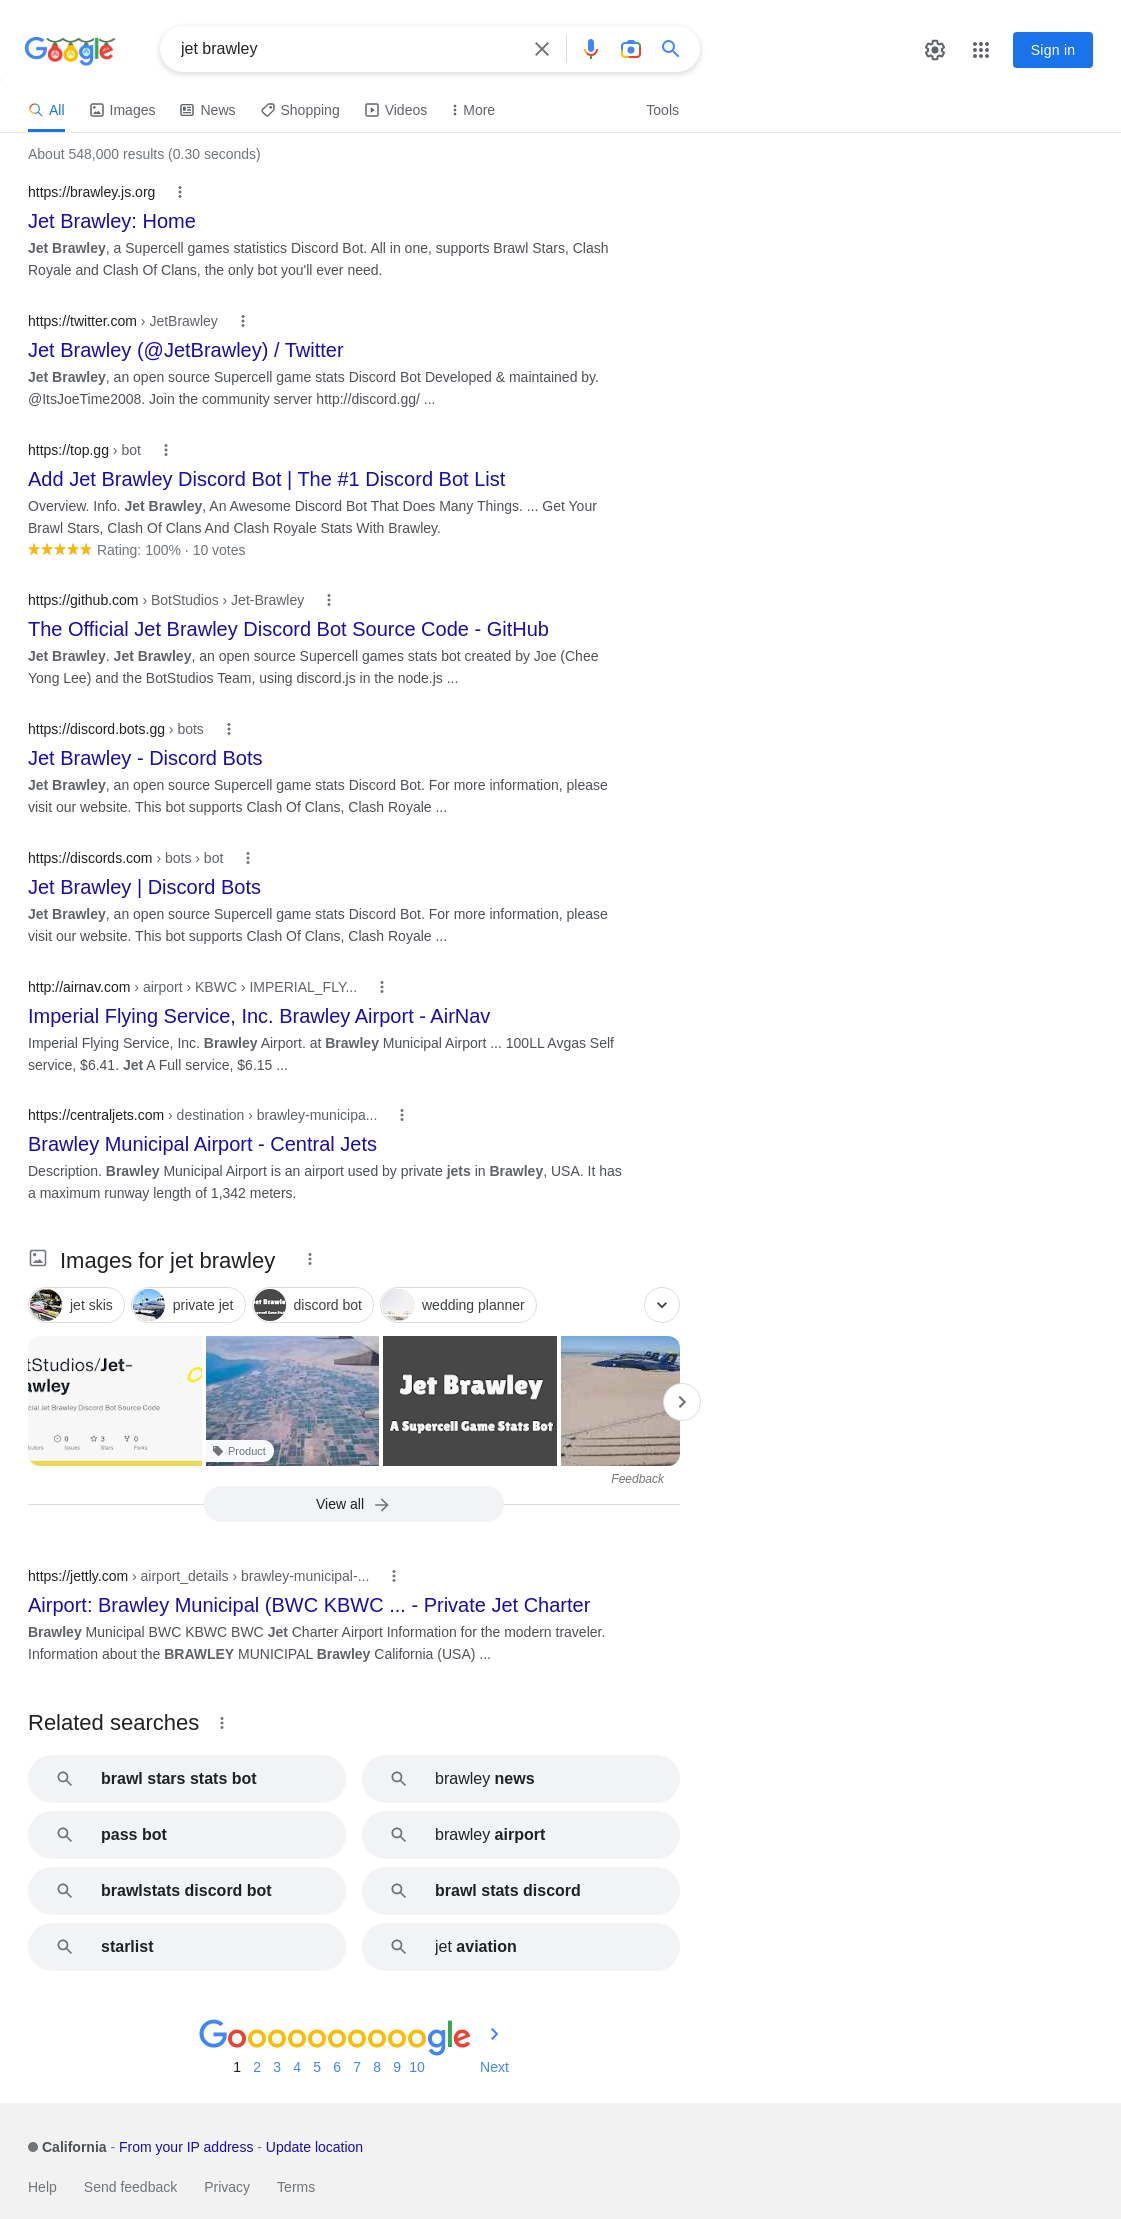 Google
jet brawley
Sign in
All
Images
News
Shopping
Videos
More
Tools
About 548,000 results (0.30 seconds)
https://brawley.js.org
Jet Brawley: Home
Jet Brawley, a Supercell games statistics Discord Bot. All in one, supports Brawl Stars, Clash
Royale and Clash Of Clans, the only bot you'll ever need.
https://twitter.com › JetBrawley
Jet Brawley (@JetBrawley) / Twitter
Jet Brawley, an open source Supercell game stats Discord Bot Developed & maintained by.
@ItsJoeTime2008. Join the community server http://discord.gg/ ...
https://top.gg › bot
Add Jet Brawley Discord Bot | The #1 Discord Bot List
Overview. Info. Jet Brawley, An Awesome Discord Bot That Does Many Things. ... Get Your
Brawl Stars, Clash Of Clans And Clash Royale Stats With Brawley.
Rating: 100% · 10 votes
https://github.com › BotStudios › Jet-Brawley
The Official Jet Brawley Discord Bot Source Code - GitHub
Jet Brawley. Jet Brawley, an open source Supercell games stats bot created by Joe (Chee
Yong Lee) and the BotStudios Team, using discord.js in the node.js ...
https://discord.bots.gg › bots
Jet Brawley - Discord Bots
Jet Brawley, an open source Supercell game stats Discord Bot. For more information, please
visit our website. This bot supports Clash Of Clans, Clash Royale ...
https://discords.com › bots › bot
Jet Brawley | Discord Bots
Jet Brawley, an open source Supercell game stats Discord Bot. For more information, please
visit our website. This bot supports Clash Of Clans, Clash Royale ...
http://airnav.com › airport › KBWC › IMPERIAL_FLY...
Imperial Flying Service, Inc. Brawley Airport - AirNav
Imperial Flying Service, Inc. Brawley Airport. at Brawley Municipal Airport ... 100LL Avgas Self
service, $6.41. Jet A Full service, $6.15 ...
https://centraljets.com › destination › brawley-municipa...
Brawley Municipal Airport - Central Jets
Description. Brawley Municipal Airport is an airport used by private jets in Brawley, USA. It has
a maximum runway length of 1,342 meters.
Images for jet brawley
jet skis
private jet
discord bot
wedding planner
tStudios/Jet-
awley
cial Jet Brawley Discord Bot Source Code
0 3 0
butors Issues Stars Forks
Product
Jet Brawley
A Supercell Game Stats Bot
Feedback
View all
https://jettly.com › airport_details › brawley-municipal-...
Airport: Brawley Municipal (BWC KBWC ... - Private Jet Charter
Brawley Municipal BWC KBWC BWC Jet Charter Airport Information for the modern traveler.
Information about the BRAWLEY MUNICIPAL Brawley California (USA) ...
Related searches
brawl stars stats bot
brawley news
pass bot
brawley airport
brawlstats discord bot
brawl stats discord
starlist
jet aviation
Goooooooooogle
1 2 3 4 5 6 7 8 9 10 Next
California - From your IP address - Update location
Help Send feedback Privacy Terms